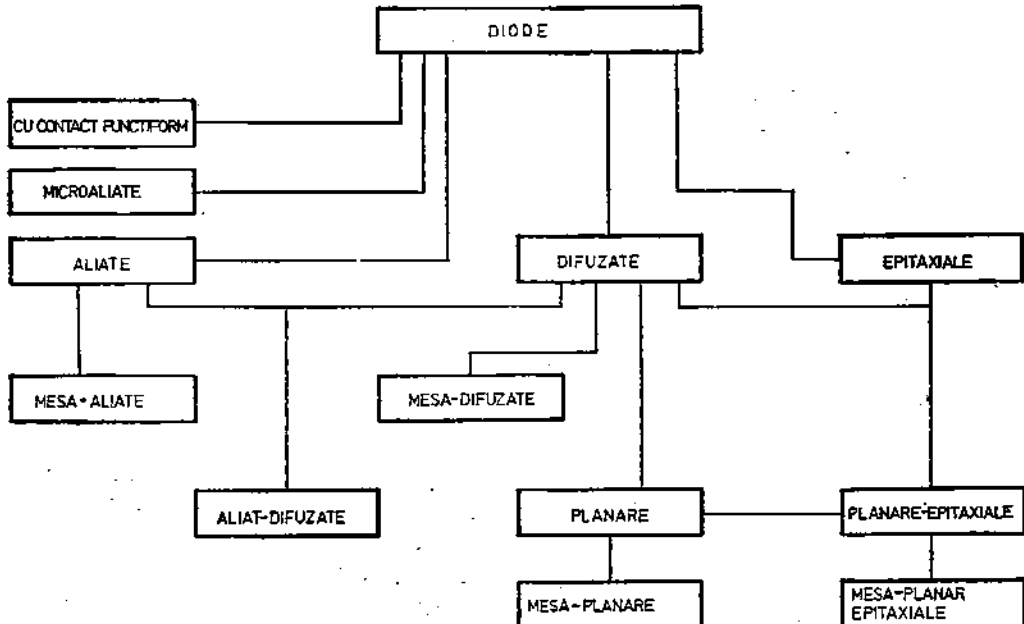 DIODE
CU CONTACT PUNCTIFORM
MICROALIATE
ALIATE
DIFUZATE
EPITAXIALE
MESA-ALIATE
MESA-DIFUZATE
ALIAT-DIFUZATE
PLANARE
PLANARE-EPITAXIALE
MESA-PLANARE
MESA-PLANAR
EPITAXIALE